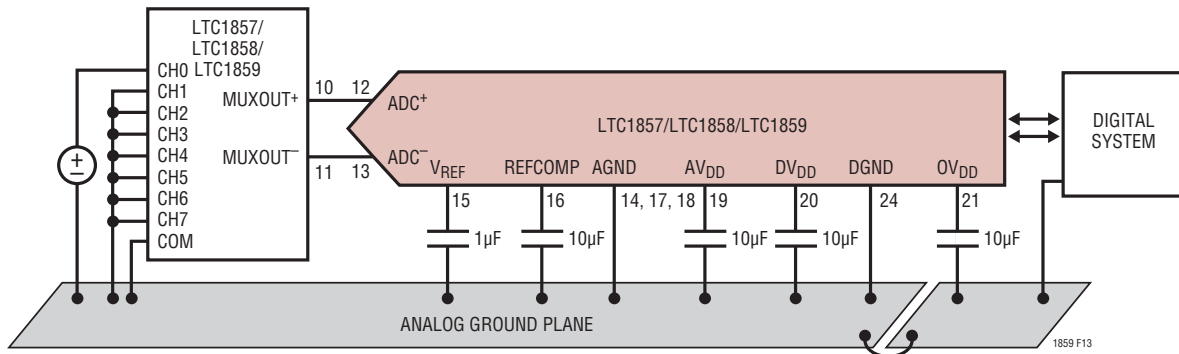 LTC1857/
LTC1858/
LTC1859
CH0
CH1
CH2
CH3
CH4
CH5
CH6
CH7
COM
MUXOUT+
MUXOUT–
10
12
11
13
ADC+
ADC–
LTC1857/LTC1858/LTC1859
VREF
REFCOMP
AGND
AVDD
DVDD
DGND
OVDD
15
16
14, 17, 18
19
20
24
21
1µF
10µF
10µF
10µF
10µF
DIGITAL
SYSTEM
+
–
ANALOG GROUND PLANE
1859 F13